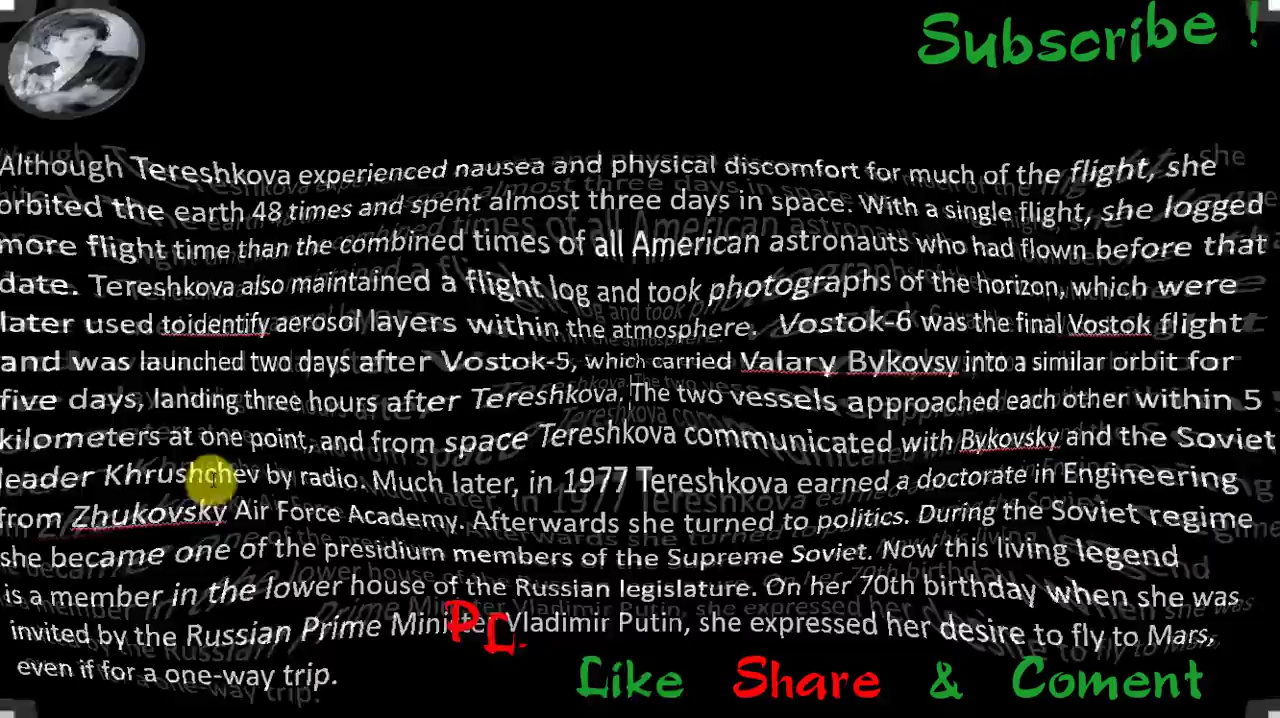 Subscribe !
Although Tereshkova experienced nausea and physical discomfort for much of the flight, she
orbited the earth 48 times and spent almost three days in space. With a single flight, she logged
more flight time than the combined times of all American astronauts who had flown before that
date. Tereshkova also maintained a flight log and took photographs of the horizon, which were
later used toidentify aerosol layers within the atmosphere. Vostok-6 was the final Vostok flight
and was launched two days after Vostok-5, which carried Valary Bykovsy into a similar orbit for
five days, landing three hours after Tereshkova. The two vessels approached each other within 5
kilometers at one point, and from space Tereshkova communicated with Bykovsky and the Soviet
leader Khrushchev by radio. Much later, in 1977 Tereshkova earned a doctorate in Engineering
from Zhukovsky Air Force Academy. Afterwards she turned to politics. During the Soviet regime
she became one of the presidium members of the Supreme Soviet. Now this living legend
is a member in the lower house of the Russian legislature. On her 70th birthday when she was
invited by the Russian Prime Minister Vladimir Putin, she expressed her desire to fly to Mars,
even if for a one-way trip.
PL.
Like Share & Coment